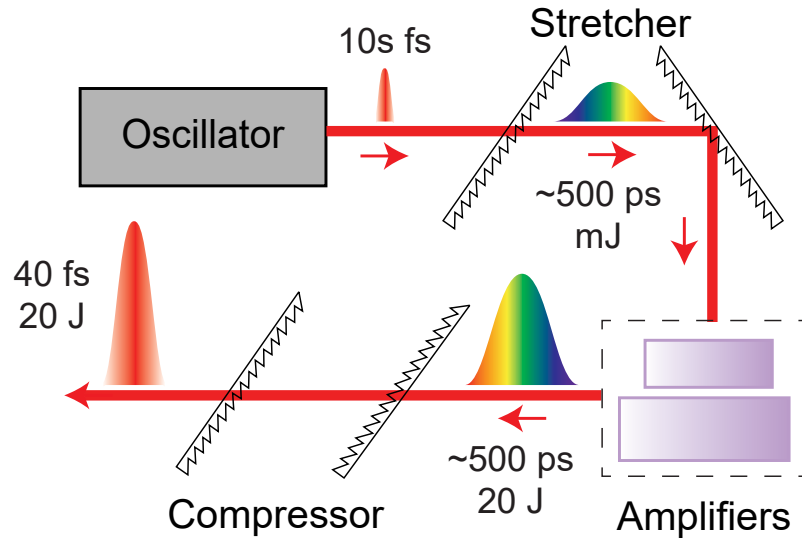 Stretcher
10s fs
Oscillator
~500 ps
mJ
40 fs
20 J
~500 ps
20 J
Compressor
Amplifiers